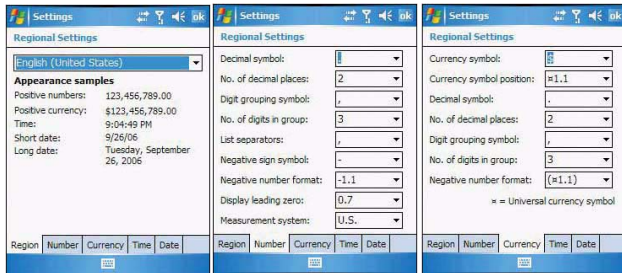 Settings
ok
Regional Settings
English (United States)
Appearance samples
Positive numbers: 123,456,789.00
Positive currency: $123,456,789.00
Time: 9:04:49 PM
Short date: 9/26/06
Long date: Tuesday, September
26, 2006
Region Number Currency Time Date
Settings
ok
Regional Settings
Decimal symbol: .
No. of decimal places: 2
Digit grouping symbol: ,
No. of digits in group: 3
List separators: ,
Negative sign symbol: -
Negative number format: -1.1
Display leading zero: 0.7
Measurement system: U.S.
Region Number Currency Time Date
Settings
ok
Regional Settings
Currency symbol: $
Currency symbol position: ¤1.1
Decimal symbol: .
No. of decimal places: 2
Digit grouping symbol: ,
No. of digits in group: 3
Negative number format: (¤1.1)
¤ = Universal currency symbol
Region Number Currency Time Date